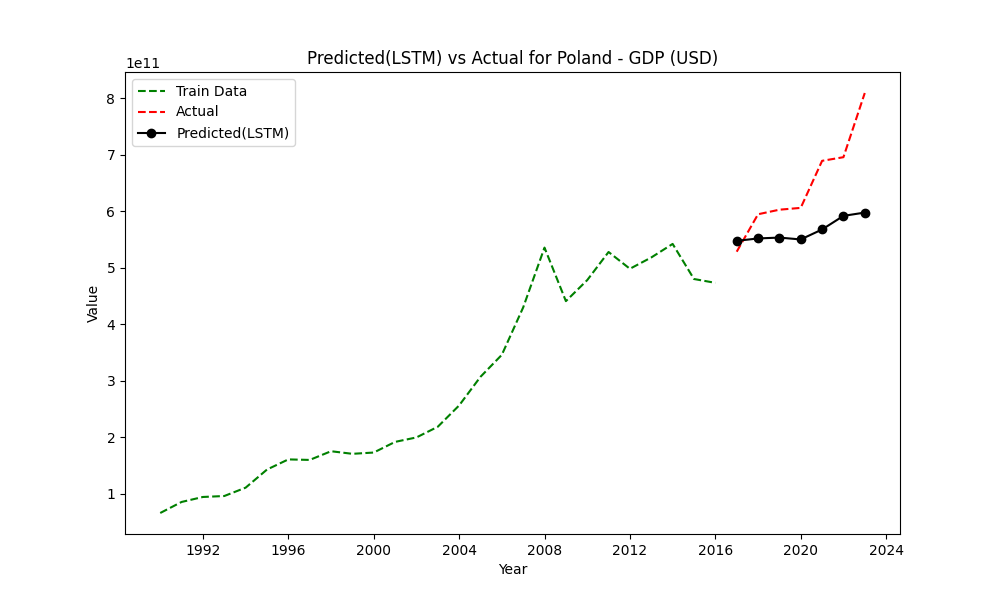 Predicted(LSTM) vs Actual for Poland - GDP (USD)
1e11
Train Data
Actual
Predicted(LSTM)
8
7
6
5
4
3
2
1
Value
1992 1996 2000 2004 2008 2012 2016 2020 2024
Year